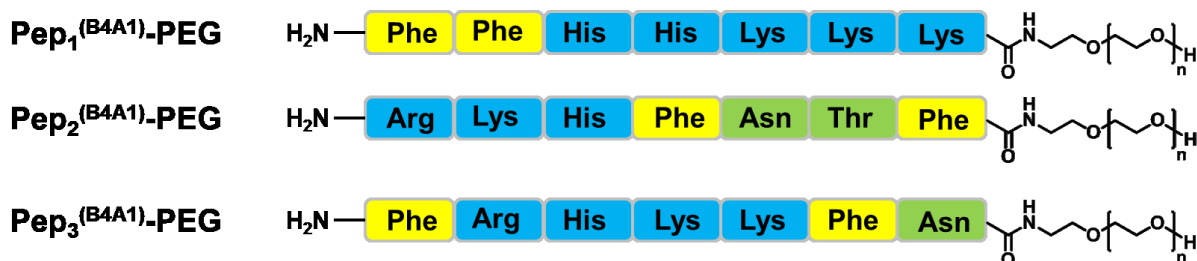 Pep₁⁽ᴮ⁴ᴬ¹⁾-PEG H₂N Phe Phe His His Lys Lys Lys O H N O O H n
Pep₂⁽ᴮ⁴ᴬ¹⁾-PEG H₂N Arg Lys His Phe Asn Thr Phe O H N O O H n
Pep₃⁽ᴮ⁴ᴬ¹⁾-PEG H₂N Phe Arg His Lys Lys Phe Asn O H N O O H n